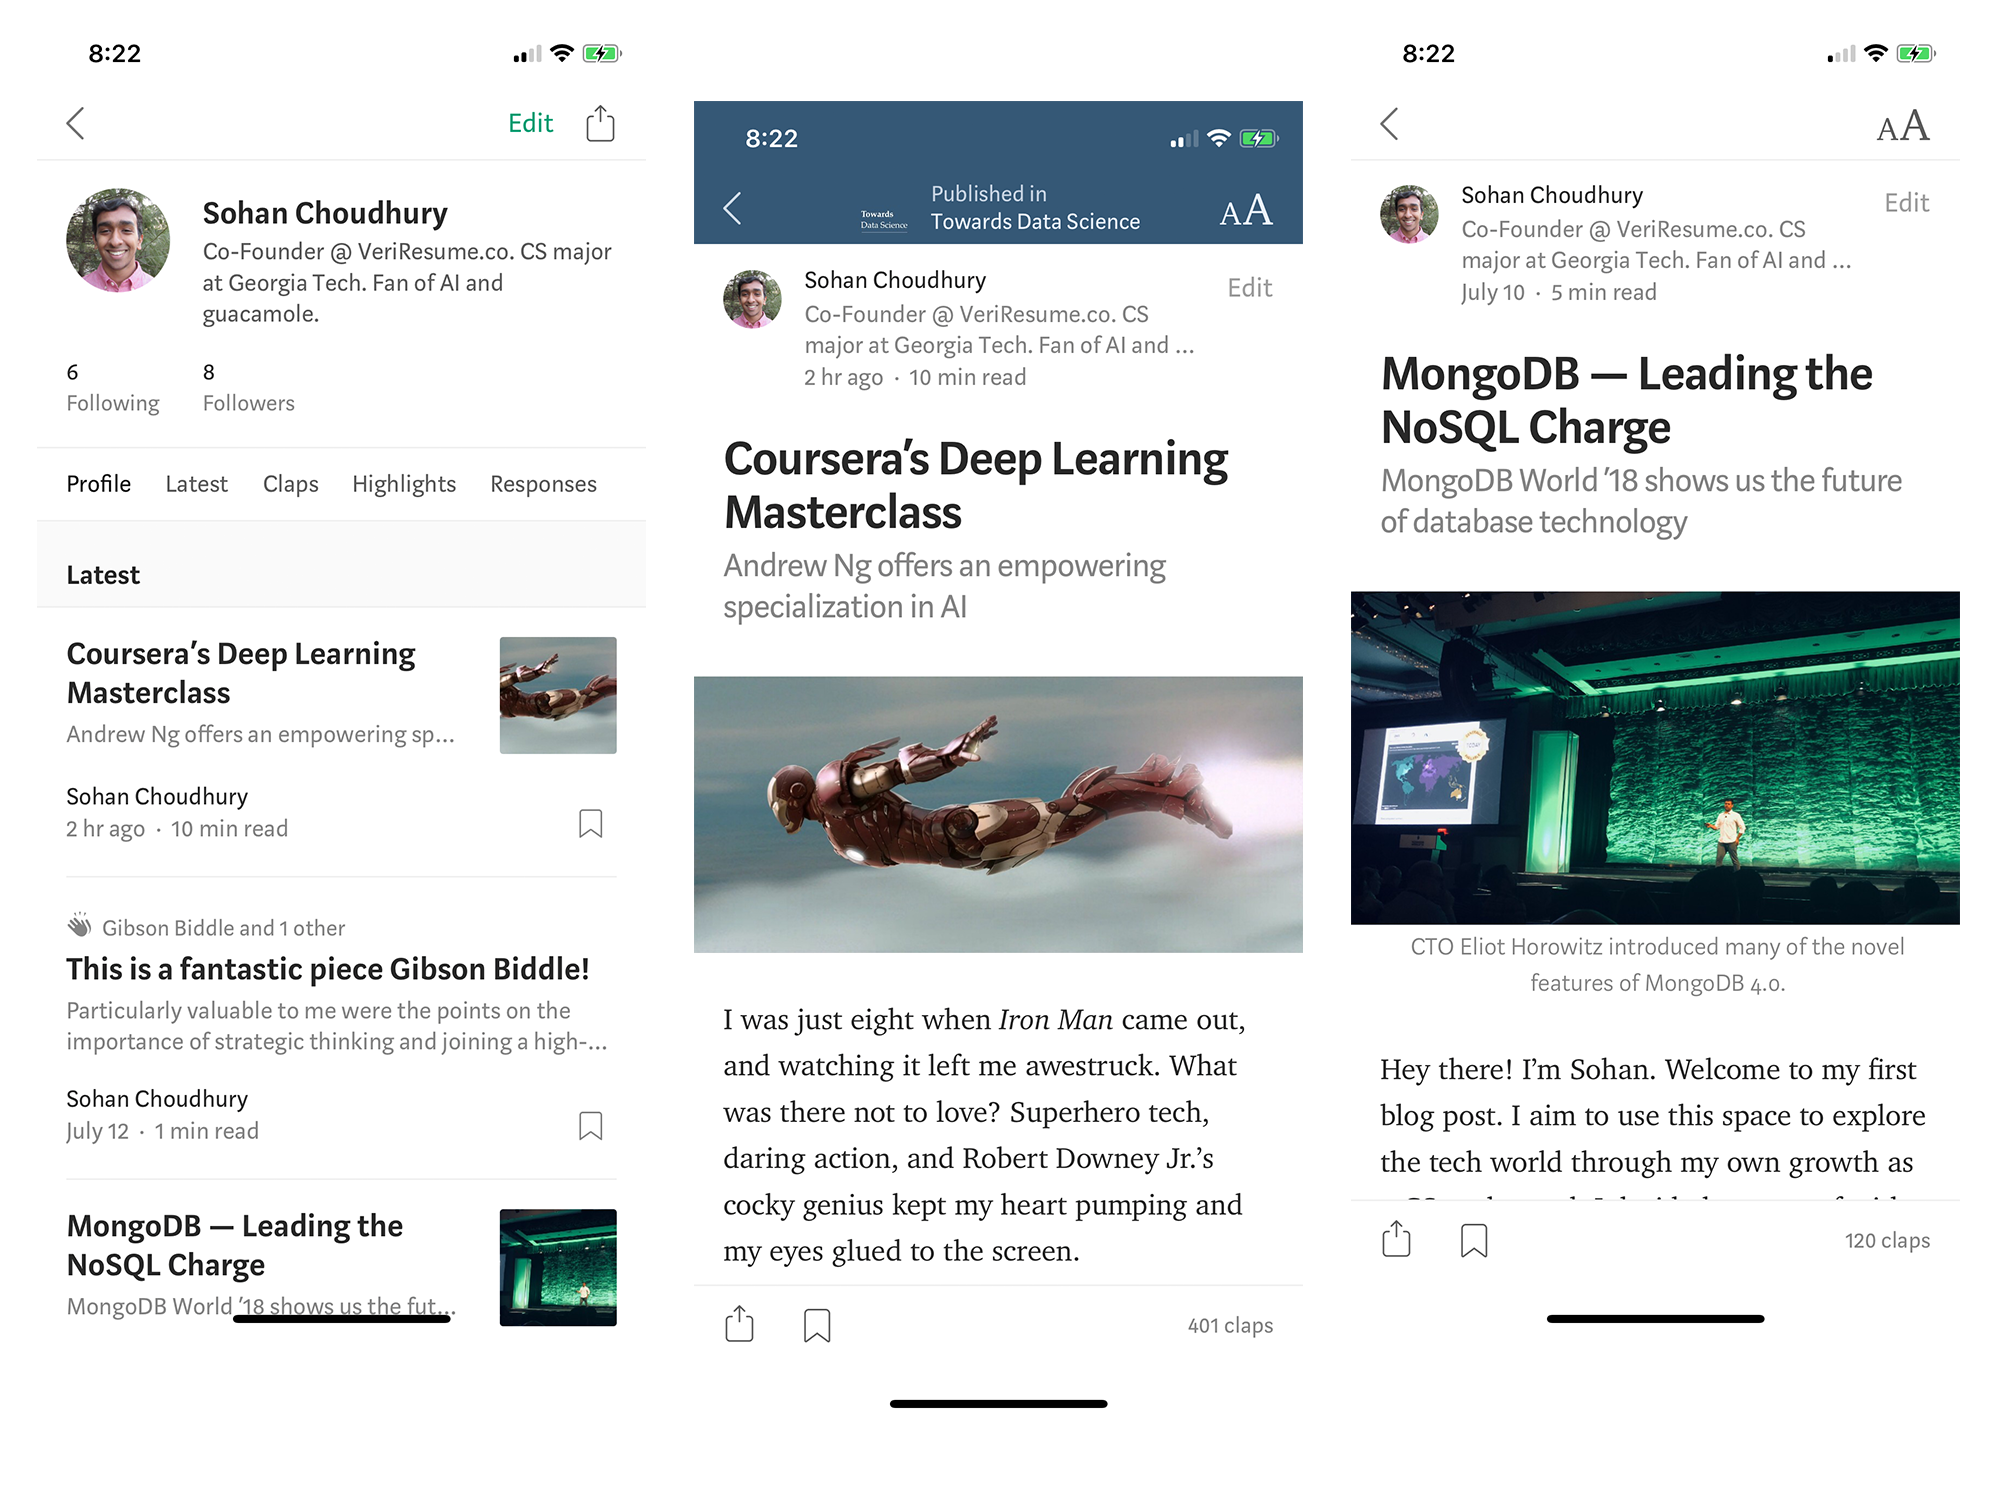 8:22
Edit
Sohan Choudhury
Co-Founder @ VeriResume.co. CS major
at Georgia Tech. Fan of AI and
guacamole.
6
Following
8
Followers
Profile
Latest
Claps
Highlights
Responses
Latest
Coursera’s Deep Learning
Masterclass
Andrew Ng offers an empowering sp...
Sohan Choudhury
2 hr ago · 10 min read
Gibson Biddle and 1 other
This is a fantastic piece Gibson Biddle!
Particularly valuable to me were the points on the
importance of strategic thinking and joining a high-...
Sohan Choudhury
July 12 · 1 min read
MongoDB — Leading the
NoSQL Charge
MongoDB World ’18 shows us the fut...
8:22
Towards
Data Science
Published in
Towards Data Science
AA
Sohan Choudhury
Edit
Co-Founder @ VeriResume.co. CS
major at Georgia Tech. Fan of AI and ...
2 hr ago · 10 min read
Coursera’s Deep Learning
Masterclass
Andrew Ng offers an empowering
specialization in AI
I was just eight when Iron Man came out,
and watching it left me awestruck. What
was there not to love? Superhero tech,
daring action, and Robert Downey Jr.’s
cocky genius kept my heart pumping and
my eyes glued to the screen.
401 claps
8:22
AA
Sohan Choudhury
Edit
Co-Founder @ VeriResume.co. CS
major at Georgia Tech. Fan of AI and ...
July 10 · 5 min read
MongoDB — Leading the
NoSQL Charge
MongoDB World ’18 shows us the future
of database technology
CTO Eliot Horowitz introduced many of the novel
features of MongoDB 4.0.
Hey there! I’m Sohan. Welcome to my first
blog post. I aim to use this space to explore
the tech world through my own growth as
120 claps